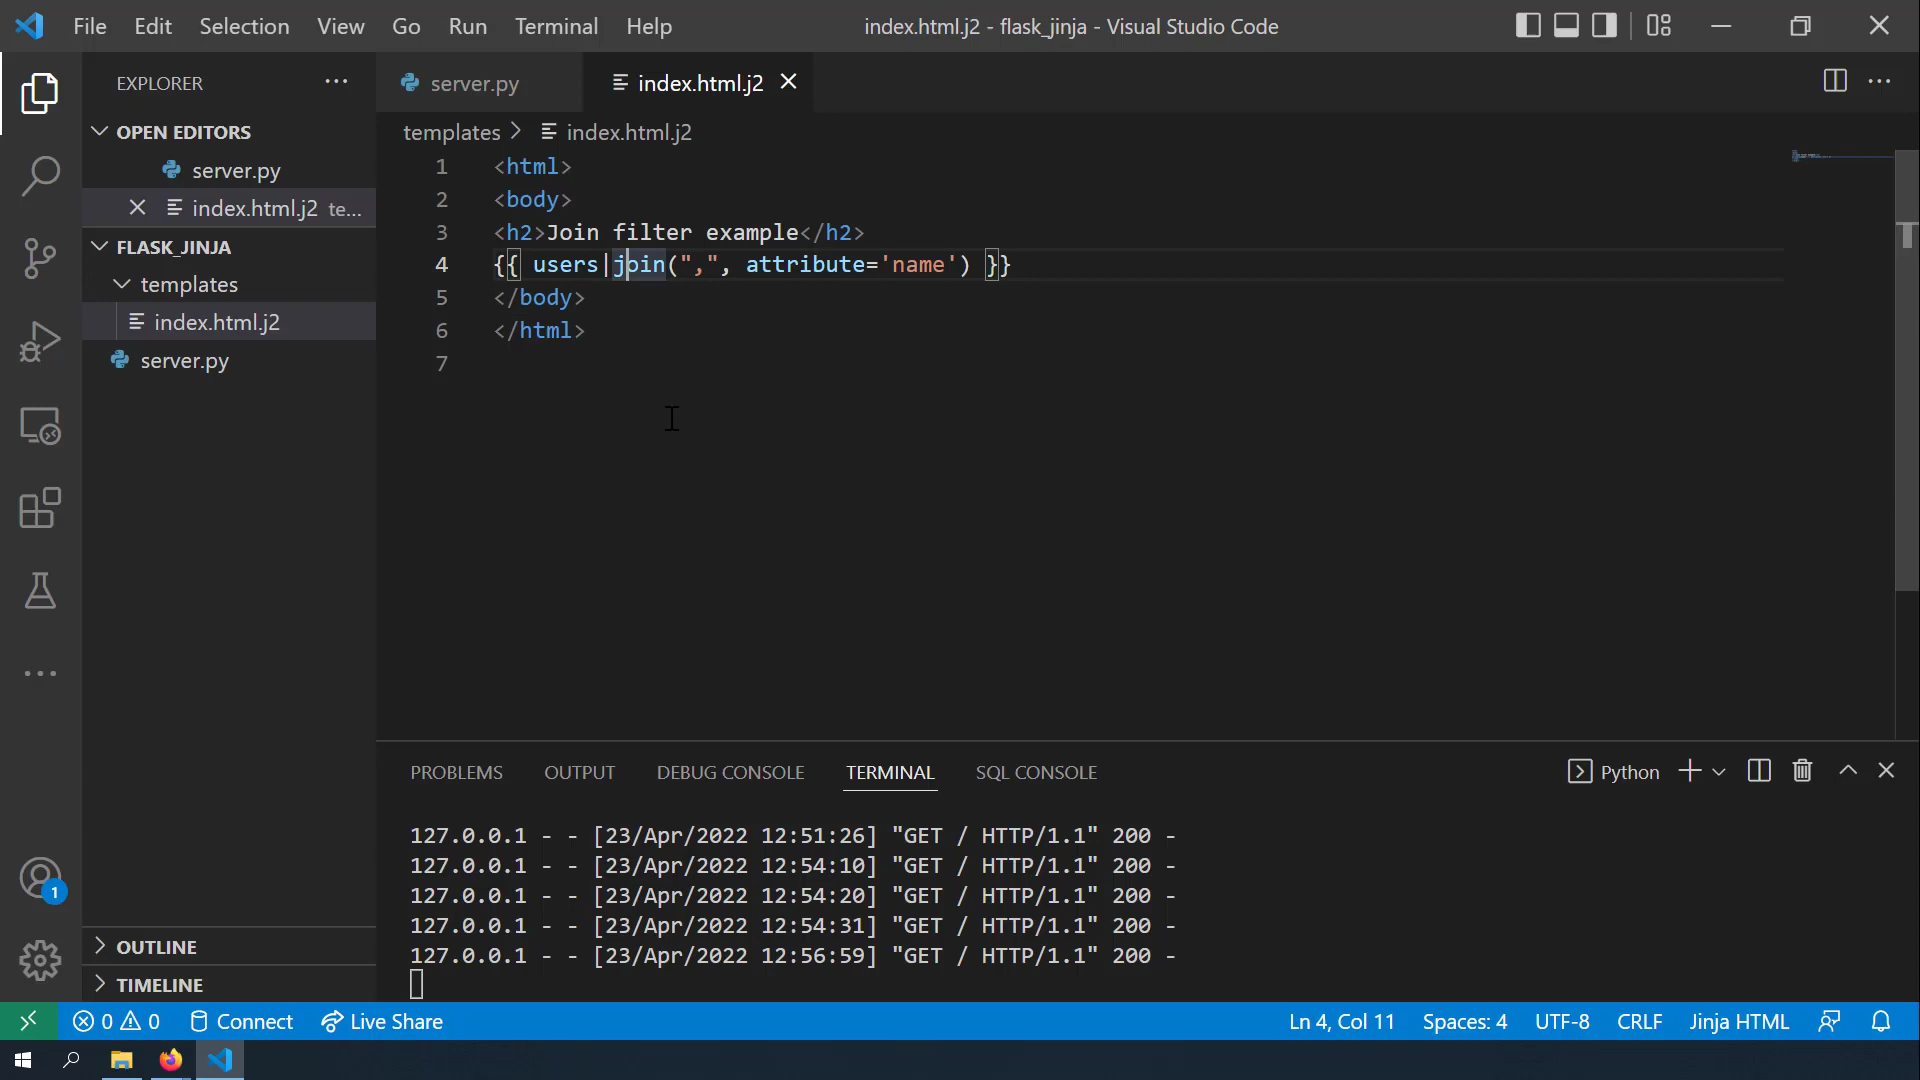 File Edit Selection View Go Run Terminal Help
index.html.j2 - flask_jinja - Visual Studio Code
EXPLORER
OPEN EDITORS
server.py
index.html.j2 te...
FLASK_JINJA
templates
index.html.j2
server.py
OUTLINE
TIMELINE
server.py
index.html.j2
templates > index.html.j2
1 <html>
2 <body>
3 <h2>Join filter example</h2>
4 {{ users|join(",", attribute='name') }}
5 </body>
6 </html>
7
PROBLEMS OUTPUT DEBUG CONSOLE TERMINAL SQL CONSOLE
Python
127.0.0.1 - - [23/Apr/2022 12:51:26] "GET / HTTP/1.1" 200 -
127.0.0.1 - - [23/Apr/2022 12:54:10] "GET / HTTP/1.1" 200 -
127.0.0.1 - - [23/Apr/2022 12:54:20] "GET / HTTP/1.1" 200 -
127.0.0.1 - - [23/Apr/2022 12:54:31] "GET / HTTP/1.1" 200 -
127.0.0.1 - - [23/Apr/2022 12:56:59] "GET / HTTP/1.1" 200 -
1
0 0 Connect Live Share
Ln 4, Col 11 Spaces: 4 UTF-8 CRLF Jinja HTML